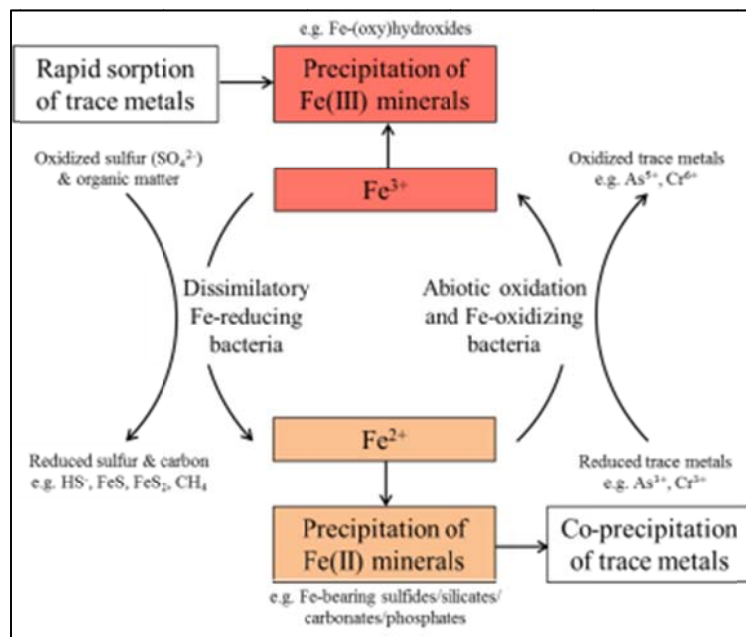 e.g. Fe-(oxy)hydroxides
Rapid sorption
of trace metals
Precipitation of
Fe(III) minerals
Oxidized sulfur (SO₄²⁻)
& organic matter
Fe³⁺
Oxidized trace metals
e.g. As⁵⁺, Cr⁶⁺
Dissimilatory
Fe-reducing
bacteria
Abiotic oxidation
and Fe-oxidizing
bacteria
Fe²⁺
Reduced sulfur & carbon
e.g. HS⁻, FeS, FeS₂, CH₄
Reduced trace metals
e.g. As³⁺, Cr³⁺
Precipitation of
Fe(II) minerals
Co-precipitation
of trace metals
e.g. Fe-bearing sulfides/silicates/
carbonates/phosphates